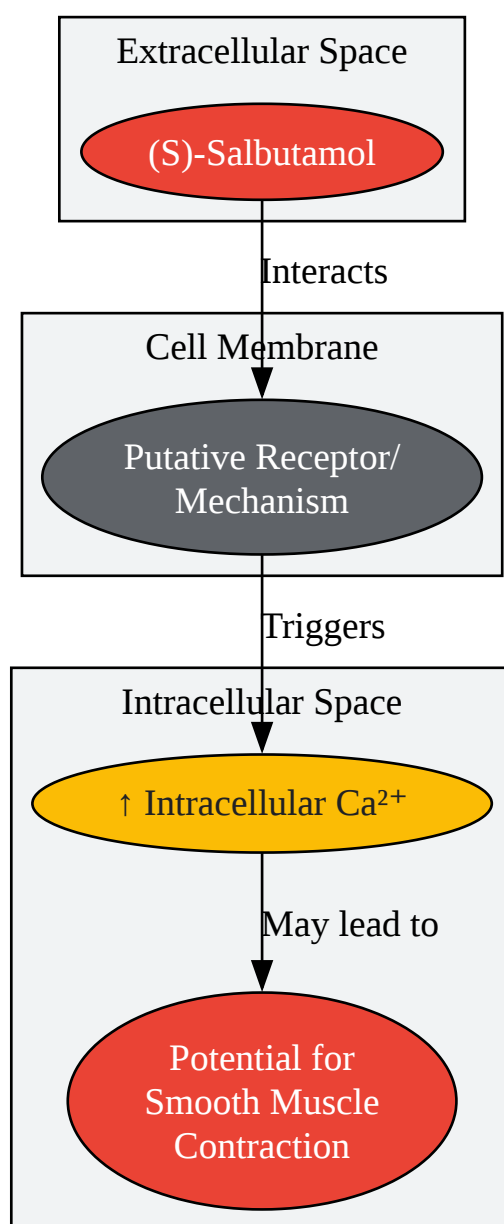 Extracellular Space
(S)-Salbutamol
Interacts
Cell Membrane
Putative Receptor/
Mechanism
Triggers
Intracellular Space
↑ Intracellular Ca²⁺
May lead to
Potential for
Smooth Muscle
Contraction